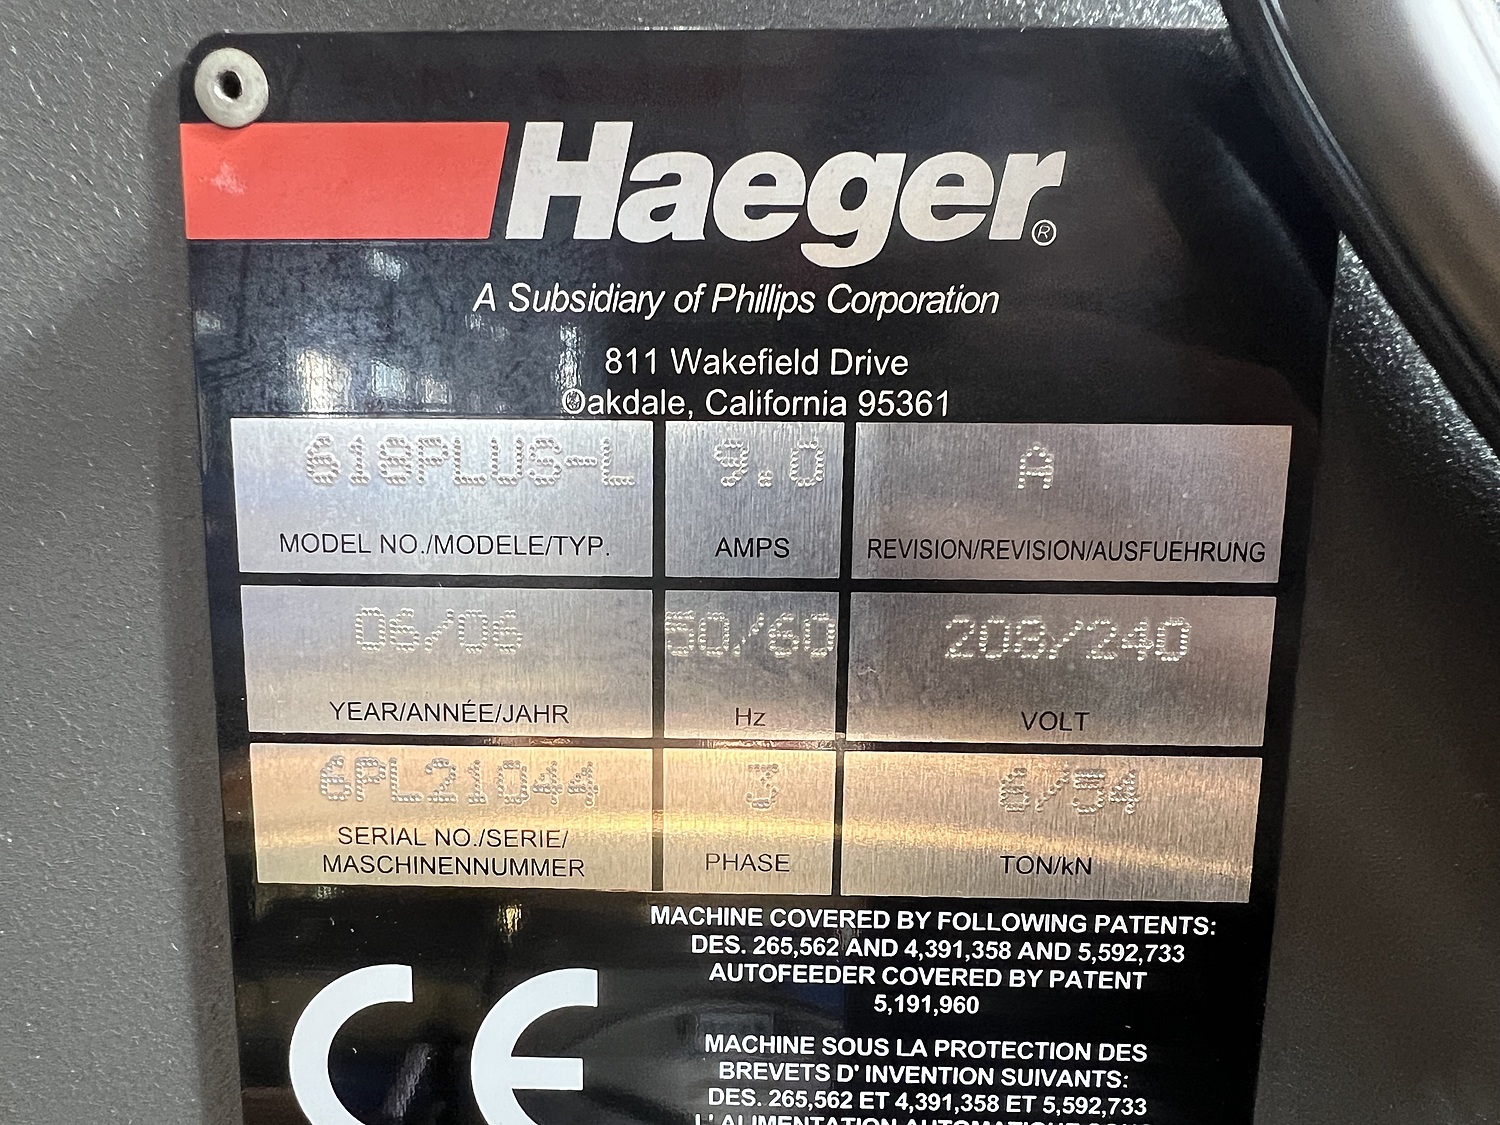 Haeger®
A Subsidiary of Phillips Corporation
811 Wakefield Drive
Oakdale, California 95361
618PLUS-L 9.0 A
MODEL NO./MODELE/TYP. AMPS REVISION/REVISION/AUSFUEHRUNG
06/06 50/60 208/240
YEAR/ANNÉE/JAHR Hz VOLT
6PL21044 3 6/54
SERIAL NO./SERIE/
MASCHINENNUMMER PHASE TON/kN
MACHINE COVERED BY FOLLOWING PATENTS:
DES. 265,562 AND 4,391,358 AND 5,592,733
AUTOFEEDER COVERED BY PATENT
5,191,960
CE
MACHINE SOUS LA PROTECTION DES
BREVETS D' INVENTION SUIVANTS:
DES. 265,562 ET 4,391,358 ET 5,592,733
L' ALIMENTATION AUTOMATIQUE SOUS